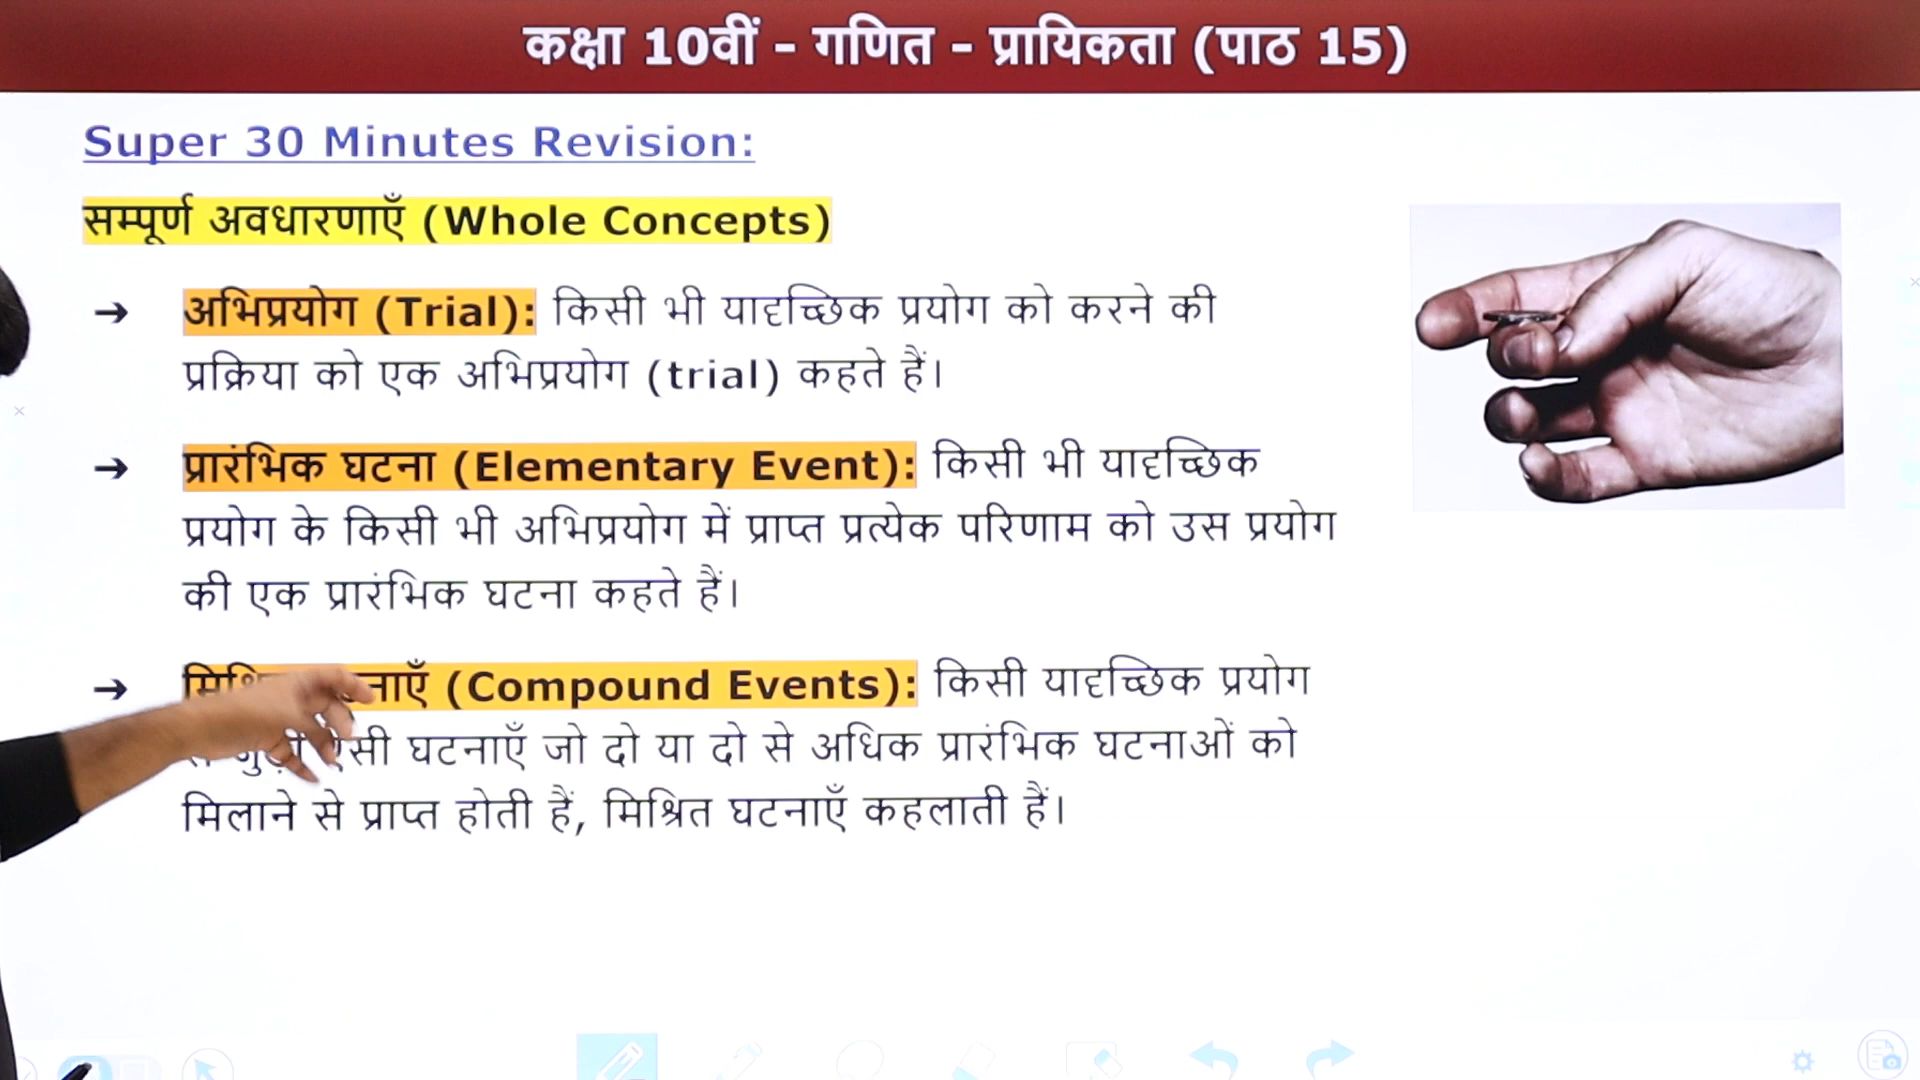 कक्षा 10वीं - गणित - प्रायिकता (पाठ 15)
Super 30 Minutes Revision:
सम्पूर्ण अवधारणाएँ (Whole Concepts)
➔ अभिप्रयोग (Trial): किसी भी यादृच्छिक प्रयोग को करने की
प्रक्रिया को एक अभिप्रयोग (trial) कहते हैं।
➔ प्रारंभिक घटना (Elementary Event): किसी भी यादृच्छिक
प्रयोग के किसी भी अभिप्रयोग में प्राप्त प्रत्येक परिणाम को उस प्रयोग
की एक प्रारंभिक घटना कहते हैं।
➔ (Compound Events): किसी यादृच्छिक प्रयोग
घटनाएँ जो दो या दो से अधिक प्रारंभिक घटनाओं को
मिलाने से प्राप्त होती हैं, मिश्रित घटनाएँ कहलाती हैं।